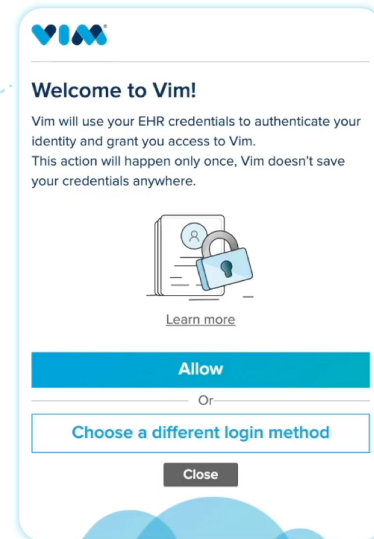 VIM
Welcome to Vim!
Vim will use your EHR credentials to authenticate your
identity and grant you access to Vim.
This action will happen only once, Vim doesn't save
your credentials anywhere.
Learn more
Allow
Or
Choose a different login method
Close